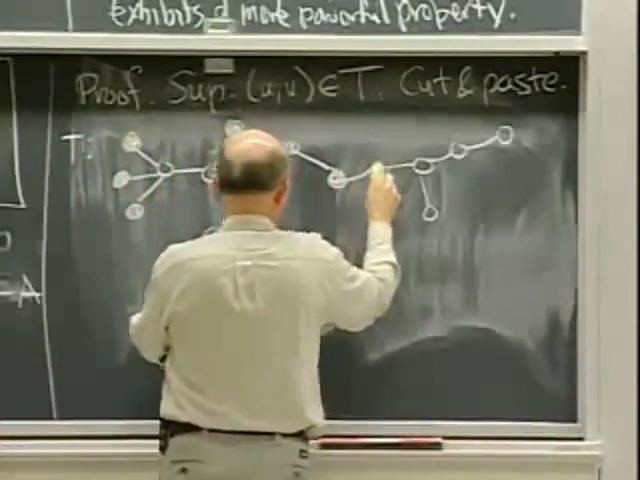 exhibits a more powerful property.
Proof. Sup. (u,v) ∈ T. Cut & paste.
T:
= A